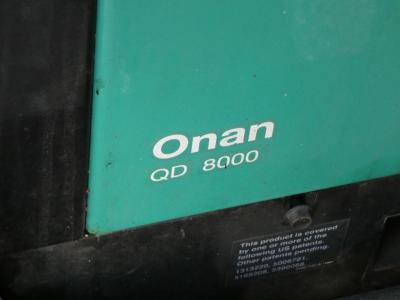 Onan
QD 8000
This product is covered
by one or more of the
following US patents.
Other patents pending.